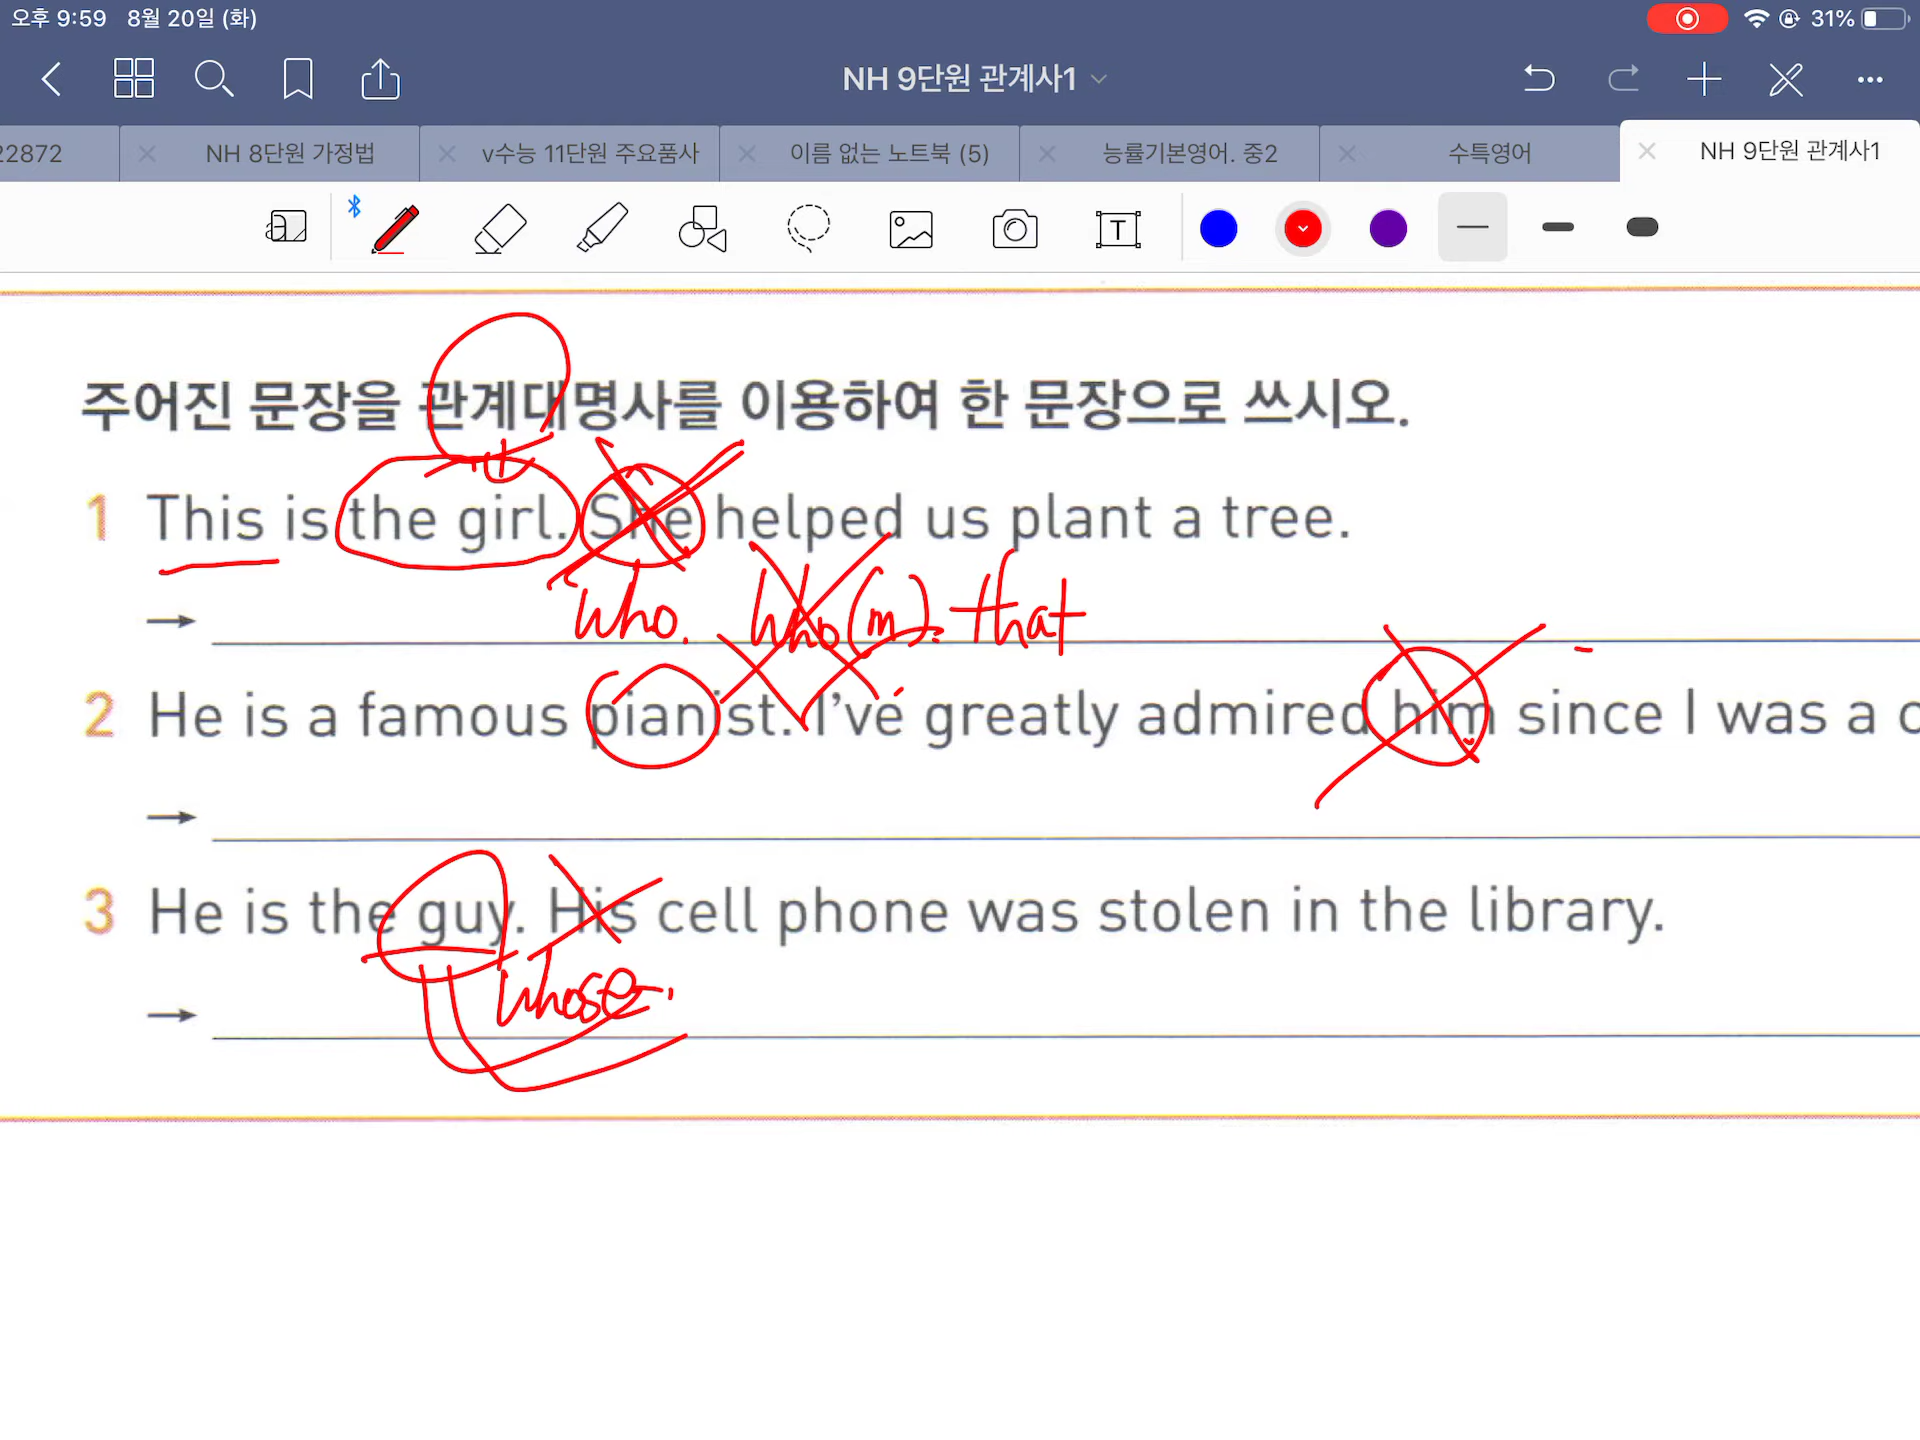 오후 9:59 8월 20일 (화) 31%
NH 9단원 관계사1
22872 NH 8단원 가정법 v수능 11단원 주요품사 이름 없는 노트북 (5) 능률기본영어. 중2 수특영어 NH 9단원 관계사1
T
주어진 문장을 관계대명사를 이용하여 한 문장으로 쓰시오.
1 This is the girl. She helped us plant a tree.
→ who. who(m). that
2 He is a famous pianist. I've greatly admired him since I was a c
→
3 He is the guy. His cell phone was stolen in the library.
→ whose.